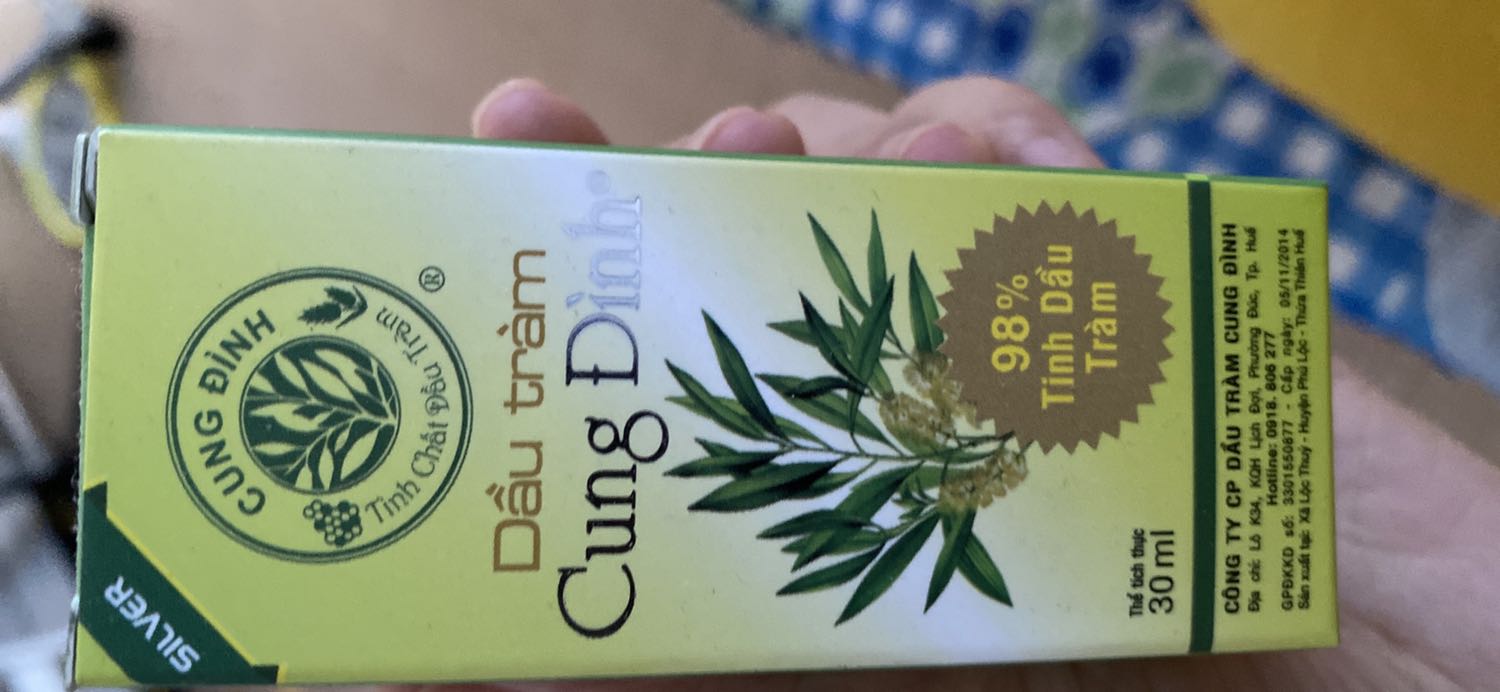 SILVER
CUNG ĐÌNH
Tinh Chất Dầu Tràm
®
Dầu tràm
Cung Đình®
98%
Tinh Dầu
Tràm
Thể tích thực
30 ml
CÔNG TY CP DẦU TRÀM CUNG ĐÌNH
Địa chỉ: Lô K34, KQH Lịch Đợi, Phường Đúc, Tp. Huế
Hotline: 0918. 806 277
GPĐKKD số: 3301550877 - Cấp ngày: 05/11/2014
Sản xuất tại: Xã Lộc Thuỷ - Huyện Phú Lộc - Thừa Thiên Huế